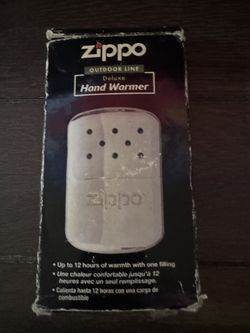 zippo
OUTDOOR LINE
Deluxe
Hand Warmer
zippo
• Up to 12 hours of warmth with one filling
• Une chaleur confortable jusqu'à 12
heures avec un seul remplissage.
• Calienta hasta 12 horas con una carga de
combustible